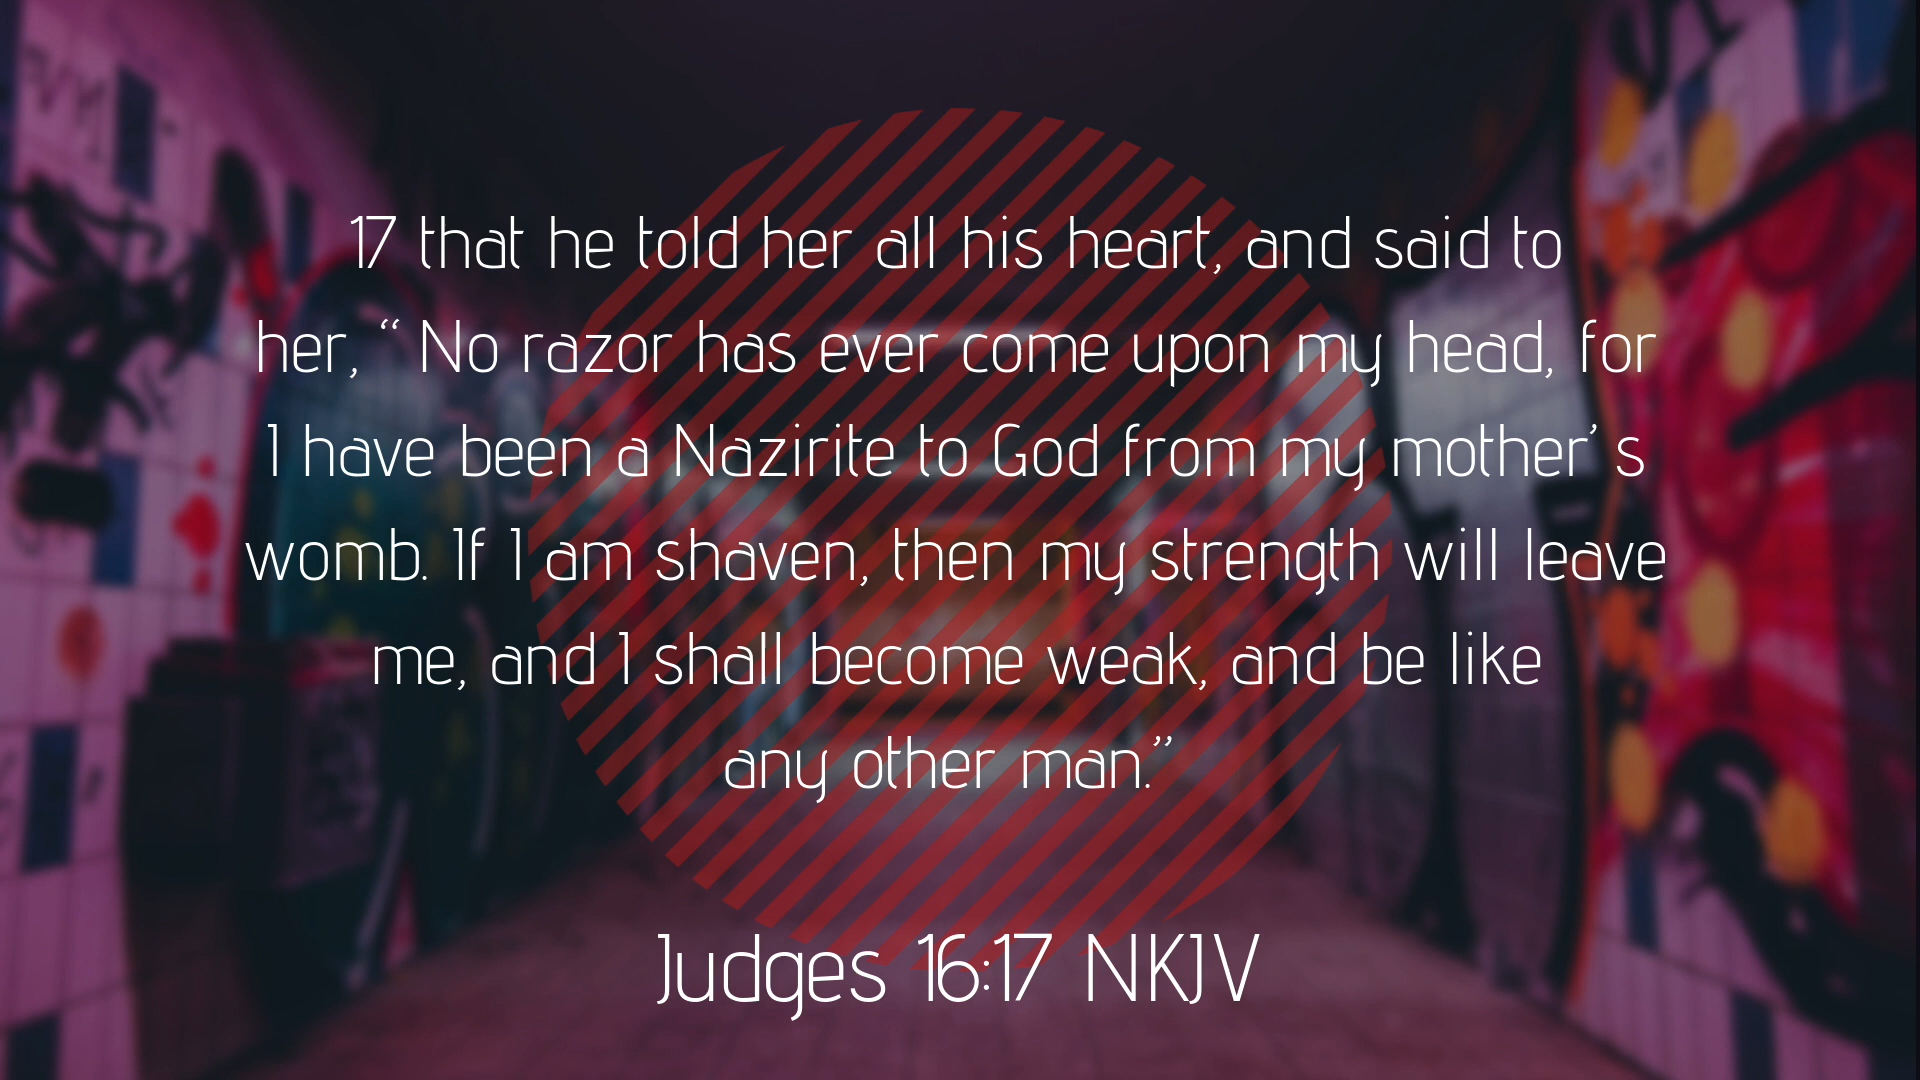 17 that he told her all his heart, and said to
her, “ No razor has ever come upon my head, for
I have been a Nazirite to God from my mother’ s
womb. If I am shaven, then my strength will leave
me, and I shall become weak, and be like
any other man.”
Judges 16:17 NKJV